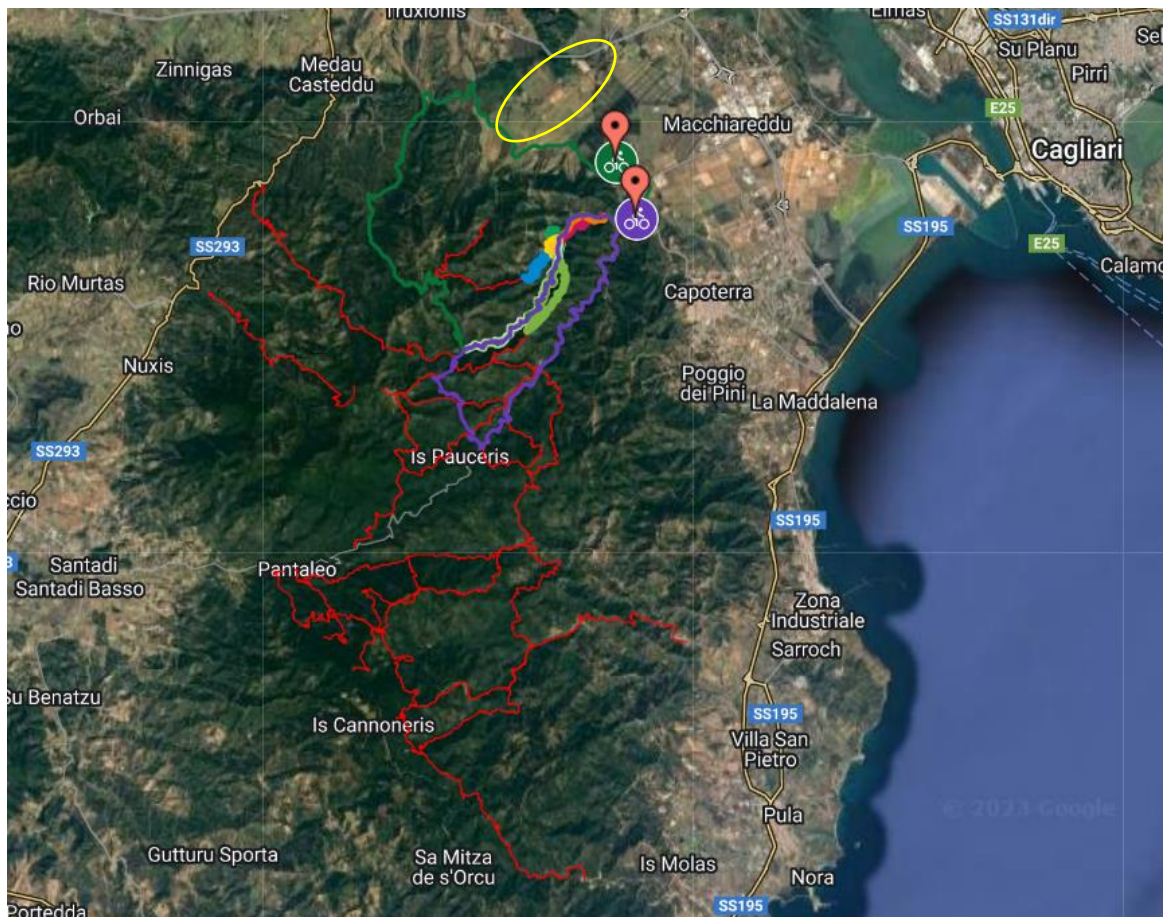 Truxionis
Elmas
SS131dir
Su Planu
Sel
Zinnigas
Medau
Casteddu
Pirri
Orbai
E25
Macchiareddu
Cagliari
SS293
SS195
E25
Calamo
Rio Murtas
Capoterra
Nuxis
Poggio
dei Pini
La Maddalena
SS293
Is Pauceris
ccio
SS195
Santadi
Santadi Basso
Pantaleo
Zona
Industriale
Sarroch
Su Benatzu
Is Cannoneris
SS195
Villa San
Pietro
© 2023 Google
Pula
Gutturu Sporta
Sa Mitza
de s'Orcu
Is Molas
Nora
SS195
Portedda